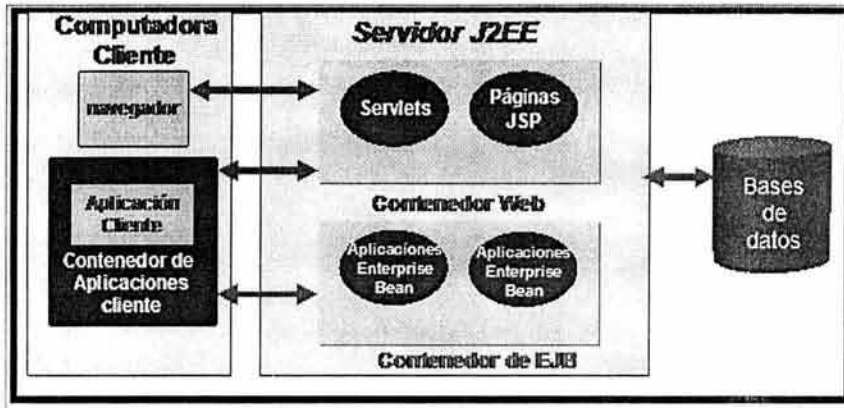 Computadora
Cliente
navegador
Aplicación
Cliente
Contenedor de
Aplicaciones
cliente
Servidor J2EE
Servlets
Páginas
JSP
Contenedor Web
Aplicaciones
Enterprise
Bean
Aplicaciones
Enterprise
Bean
Contenedor de EJB
Bases
de
datos